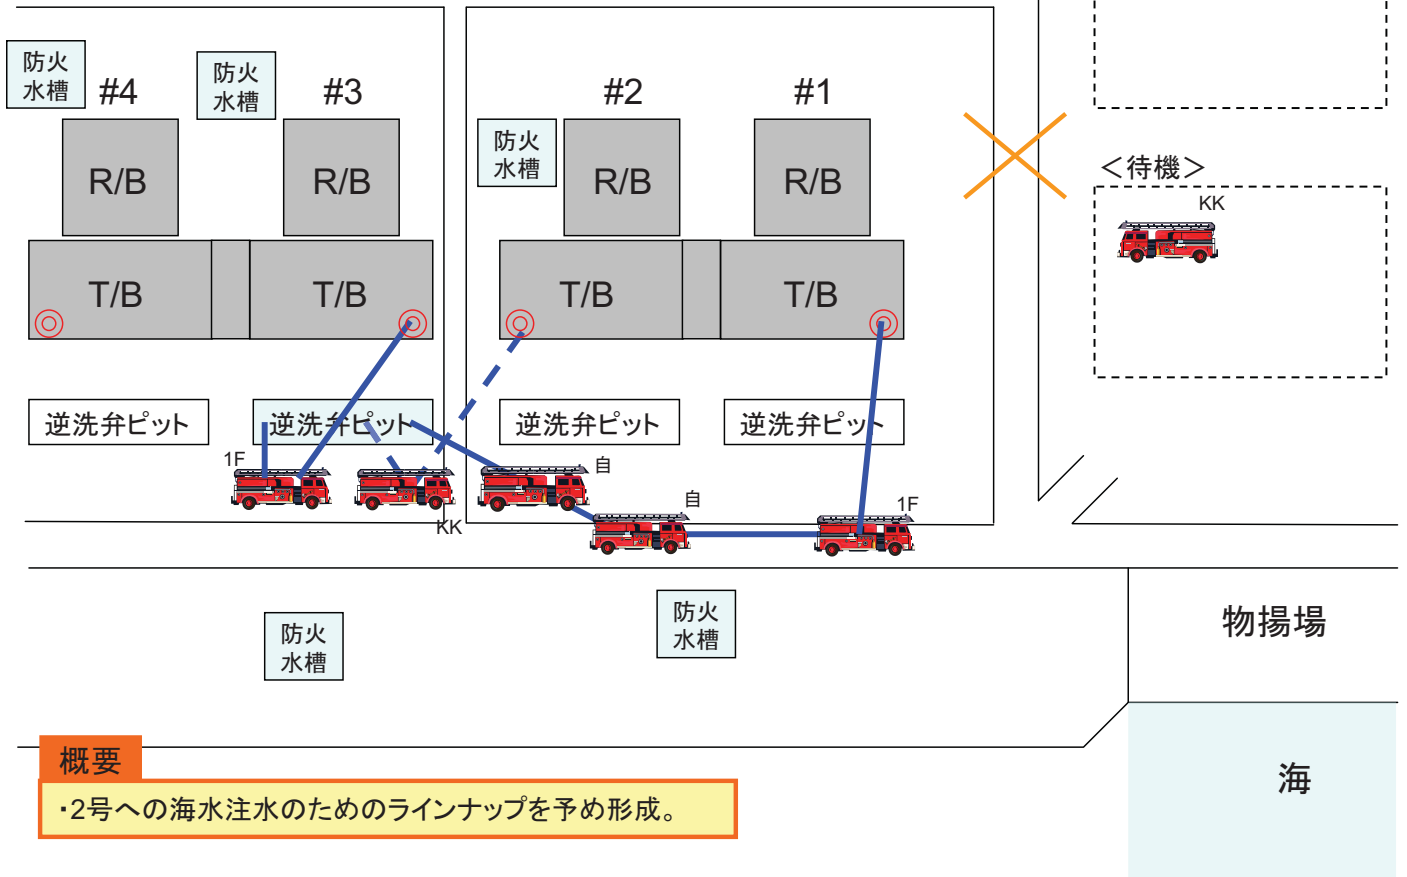 防火
水槽
#4
防火
水槽
#3
#2
#1
防火
水槽
R/B
R/B
R/B
R/B
＜待機＞
KK
T/B
T/B
T/B
T/B
逆洗弁ピット
逆洗弁ピット
逆洗弁ピット
逆洗弁ピット
1F
KK
自
自
1F
防火
水槽
防火
水槽
物揚場
海
概要
・2号への海水注水のためのラインナップを予め形成。